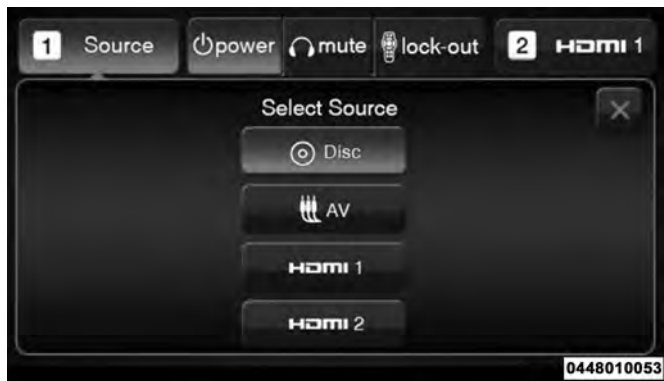 1 Source power mute lock-out 2 HDMI 1
Select Source
Disc
AV
HDMI 1
HDMI 2
0448010053